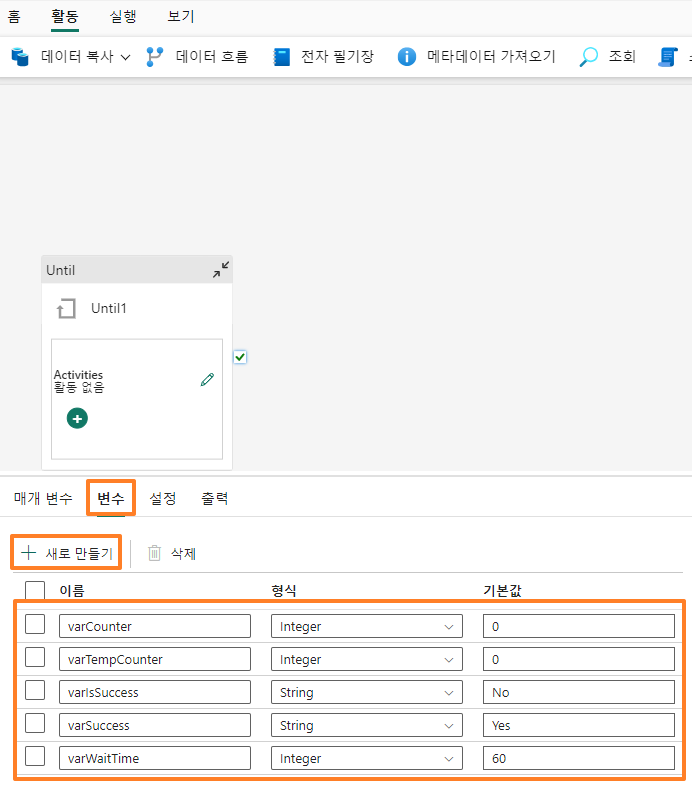 홈 활동 실행 보기
데이터 복사 데이터 흐름 전자 필기장 메타데이터 가져오기 조회
Until
Until1
Activities
활동 없음
매개 변수 변수 설정 출력
새로 만들기 삭제
이름 형식 기본값
varCounter Integer 0
varTempCounter Integer 0
varIsSuccess String No
varSuccess String Yes
varWaitTime Integer 60